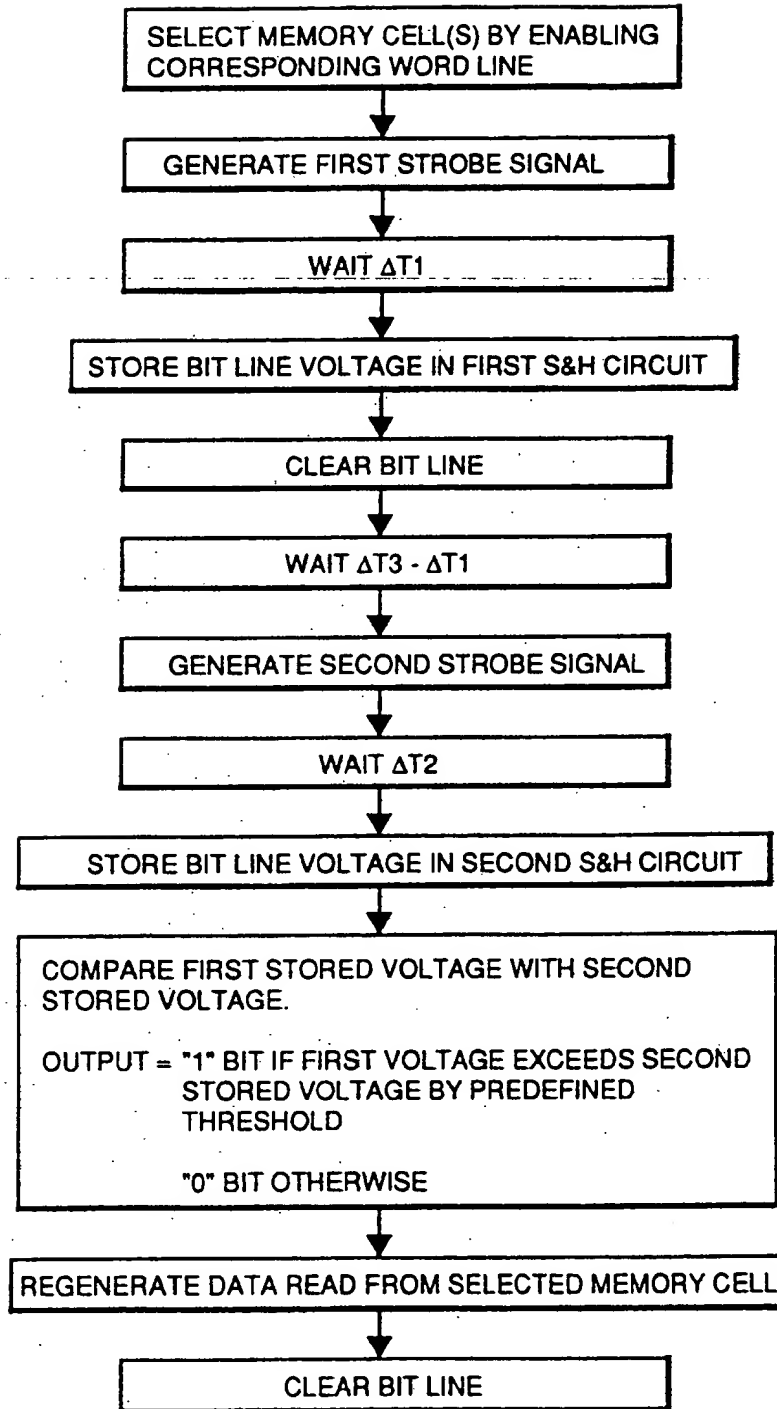 SELECT MEMORY CELL(S) BY ENABLING
CORRESPONDING WORD LINE
GENERATE FIRST STROBE SIGNAL
WAIT ΔT1
STORE BIT LINE VOLTAGE IN FIRST S&H CIRCUIT
CLEAR BIT LINE
WAIT ΔT3 - ΔT1
GENERATE SECOND STROBE SIGNAL
WAIT ΔT2
STORE BIT LINE VOLTAGE IN SECOND S&H CIRCUIT
COMPARE FIRST STORED VOLTAGE WITH SECOND
STORED VOLTAGE.
OUTPUT = "1" BIT IF FIRST VOLTAGE EXCEEDS SECOND
STORED VOLTAGE BY PREDEFINED
THRESHOLD
"0" BIT OTHERWISE
REGENERATE DATA READ FROM SELECTED MEMORY CELL
CLEAR BIT LINE